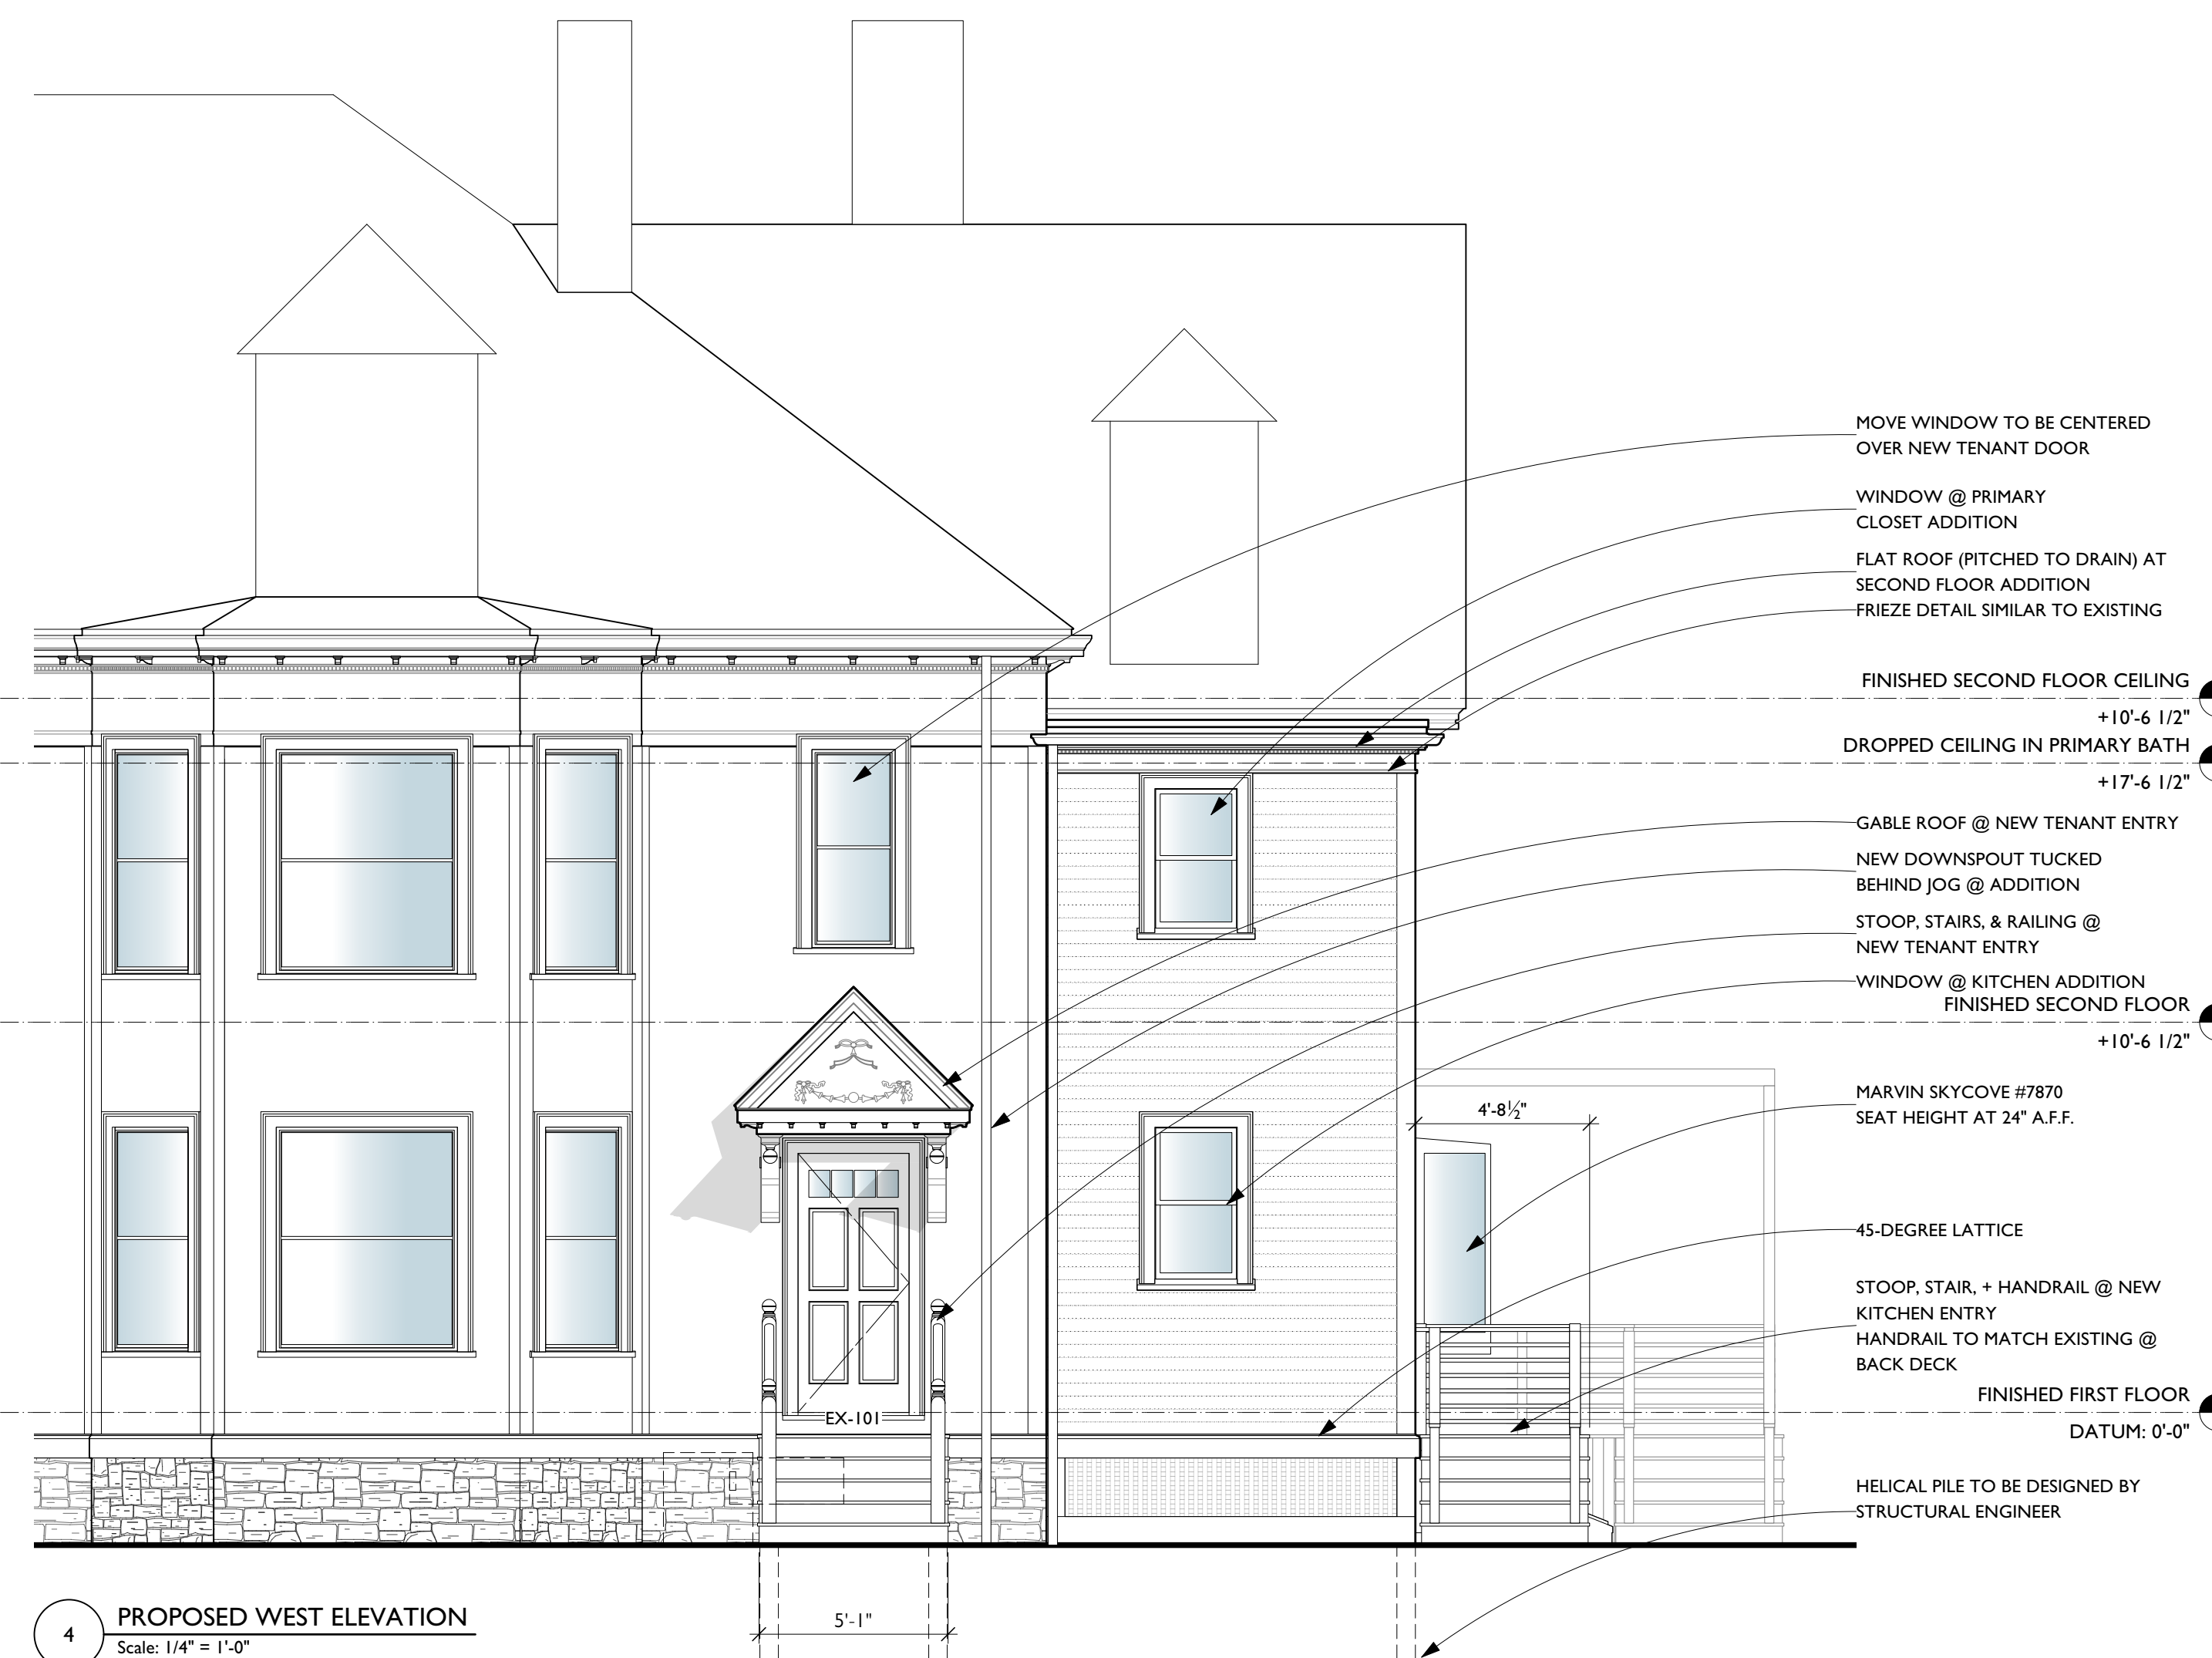 MOVE WINDOW TO BE CENTERED
OVER NEW TENANT DOOR
WINDOW @ PRIMARY
CLOSET ADDITION
FLAT ROOF (PITCHED TO DRAIN) AT
SECOND FLOOR ADDITION
FRIEZE DETAIL SIMILAR TO EXISTING
FINISHED SECOND FLOOR CEILING
+10'-6 1/2"
DROPPED CEILING IN PRIMARY BATH
+17'-6 1/2"
GABLE ROOF @ NEW TENANT ENTRY
NEW DOWNSPOUT TUCKED
BEHIND JOG @ ADDITION
STOOP, STAIRS, & RAILING @
NEW TENANT ENTRY
WINDOW @ KITCHEN ADDITION
FINISHED SECOND FLOOR
+10'-6 1/2"
MARVIN SKYCOVE #7870
SEAT HEIGHT AT 24" A.F.F.
4'-8½"
45-DEGREE LATTICE
STOOP, STAIR, + HANDRAIL @ NEW
KITCHEN ENTRY
HANDRAIL TO MATCH EXISTING @
BACK DECK
FINISHED FIRST FLOOR
DATUM: 0'-0"
EX-101
HELICAL PILE TO BE DESIGNED BY
STRUCTURAL ENGINEER
5'-1"
4
PROPOSED WEST ELEVATION
Scale: 1/4" = 1'-0"